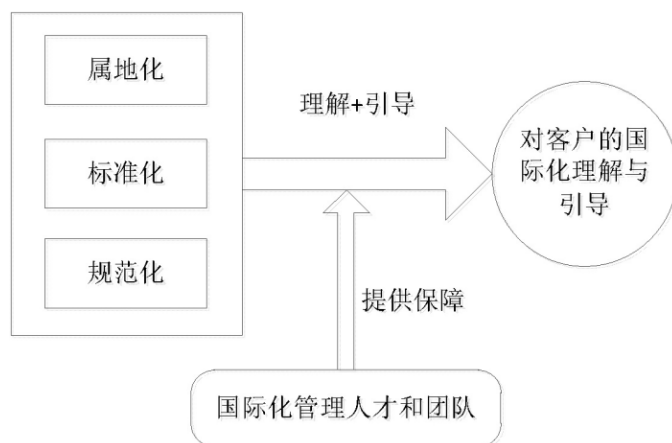 属地化
标准化
规范化
理解+引导
对客户的国
际化理解与
引导
提供保障
国际化管理人才和团队